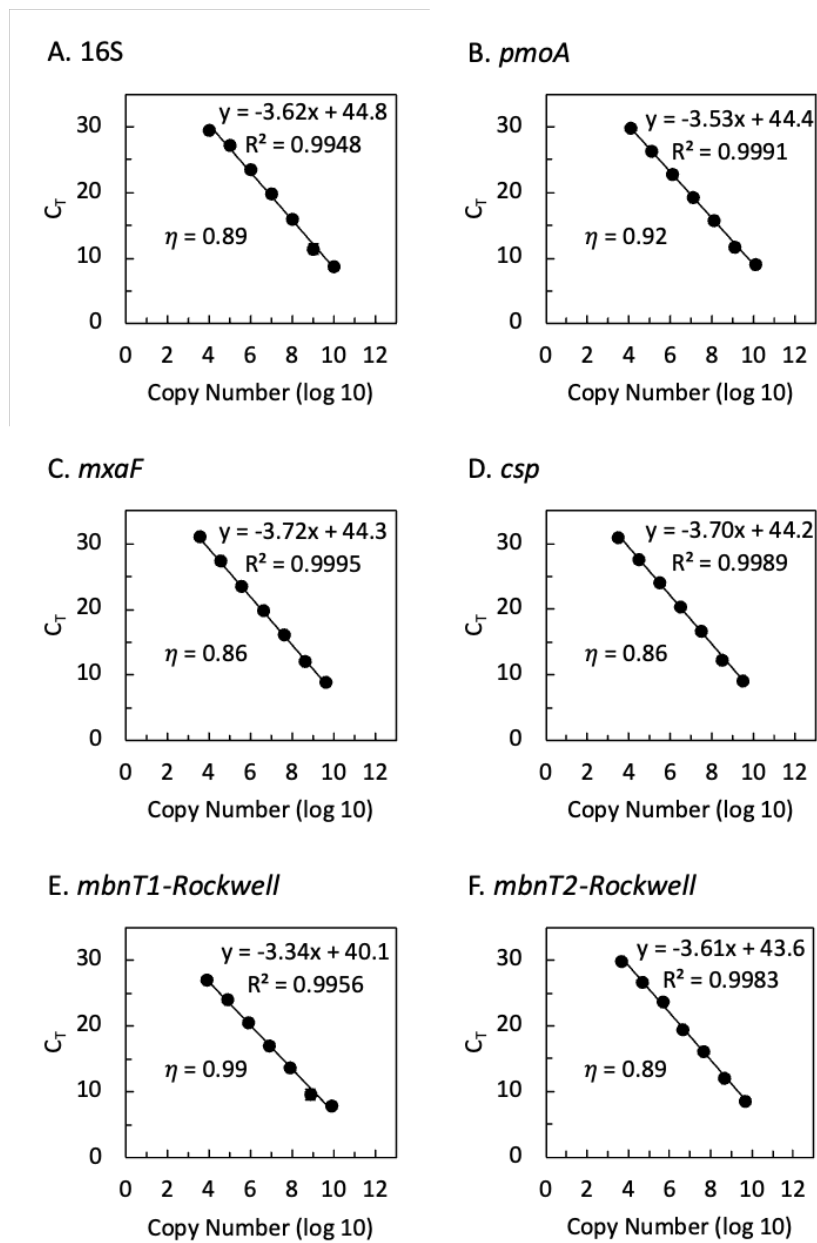 A. 16S
y = -3.62x + 44.8
R² = 0.9948
η = 0.89
30
20
10
0
C_T
0 2 4 6 8 10 12
Copy Number (log 10)
B. pmoA
y = -3.53x + 44.4
R² = 0.9991
η = 0.92
30
20
10
0
C_T
0 2 4 6 8 10 12
Copy Number (log 10)
C. mxaF
y = -3.72x + 44.3
R² = 0.9995
η = 0.86
30
20
10
0
C_T
0 2 4 6 8 10 12
Copy Number (log 10)
D. csp
y = -3.70x + 44.2
R² = 0.9989
η = 0.86
30
20
10
0
C_T
0 2 4 6 8 10 12
Copy Number (log 10)
E. mbnT1-Rockwell
y = -3.34x + 40.1
R² = 0.9956
η = 0.99
30
20
10
0
C_T
0 2 4 6 8 10 12
Copy Number (log 10)
F. mbnT2-Rockwell
y = -3.61x + 43.6
R² = 0.9983
η = 0.89
30
20
10
0
C_T
0 2 4 6 8 10 12
Copy Number (log 10)